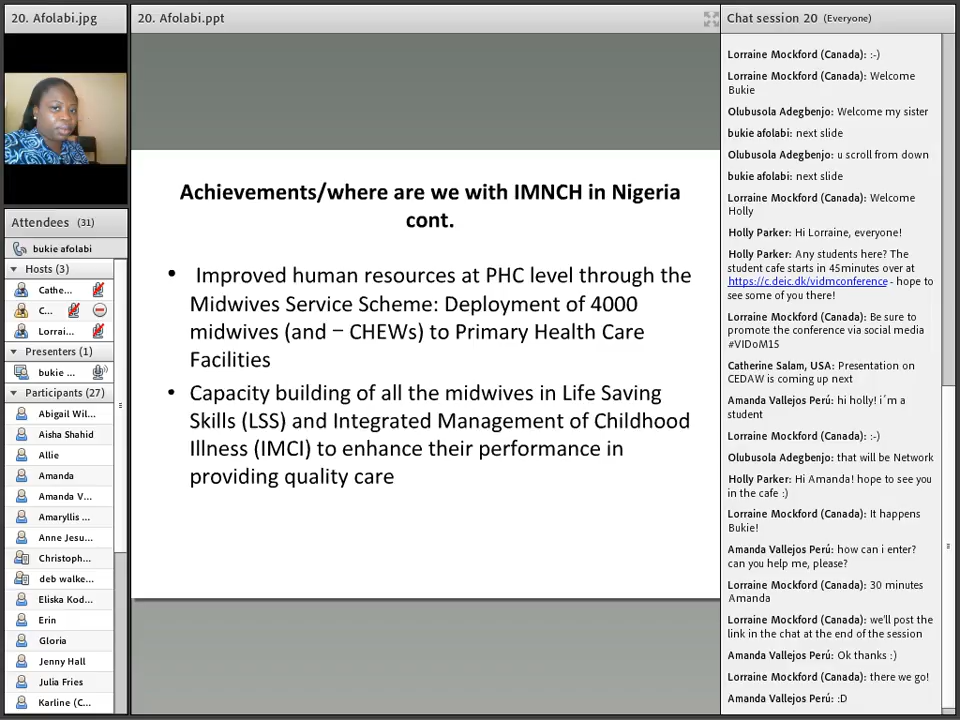 20. Afolabi.jpg
Attendees (31)
bukie afolabi
Hosts (3)
Cathe...
C...
Lorrai...
Presenters (1)
bukie ...
Participants (27)
Abigail Wil...
Aisha Shahid
Allie
Amanda
Amanda V...
Amaryllis ...
Anne Jesu...
Christoph...
deb walke...
Eliska Kod...
Erin
Gloria
Jenny Hall
Julia Fries
Karline (C...
20. Afolabi.ppt
Achievements/where are we with IMNCH in Nigeria
cont.
• Improved human resources at PHC level through the
Midwives Service Scheme: Deployment of 4000
midwives (and – CHEWs) to Primary Health Care
Facilities
• Capacity building of all the midwives in Life Saving
Skills (LSS) and Integrated Management of Childhood
Illness (IMCI) to enhance their performance in
providing quality care
Chat session 20 (Everyone)
Lorraine Mockford (Canada): :-)
Lorraine Mockford (Canada): Welcome
Bukie
Olubusola Adegbenjo: Welcome my sister
bukie afolabi: next slide
Olubusola Adegbenjo: u scroll from down
bukie afolabi: next slide
Lorraine Mockford (Canada): Welcome
Holly
Holly Parker: Hi Lorraine, everyone!
Holly Parker: Any students here? The
student cafe starts in 45minutes over at
https://c.deic.dk/vidmconference - hope to
see some of you there!
Lorraine Mockford (Canada): Be sure to
promote the conference via social media
#VIDoM15
Catherine Salam, USA: Presentation on
CEDAW is coming up next
Amanda Vallejos Perú: hi holly! i´m a
student
Lorraine Mockford (Canada): :-)
Olubusola Adegbenjo: that will be Network
Holly Parker: Hi Amanda! hope to see you
in the cafe :)
Lorraine Mockford (Canada): It happens
Bukie!
Amanda Vallejos Perú: how can i enter?
can you help me, please?
Lorraine Mockford (Canada): 30 minutes
Amanda
Lorraine Mockford (Canada): we'll post the
link in the chat at the end of the session
Amanda Vallejos Perú: Ok thanks :)
Lorraine Mockford (Canada): there we go!
Amanda Vallejos Perú: :D